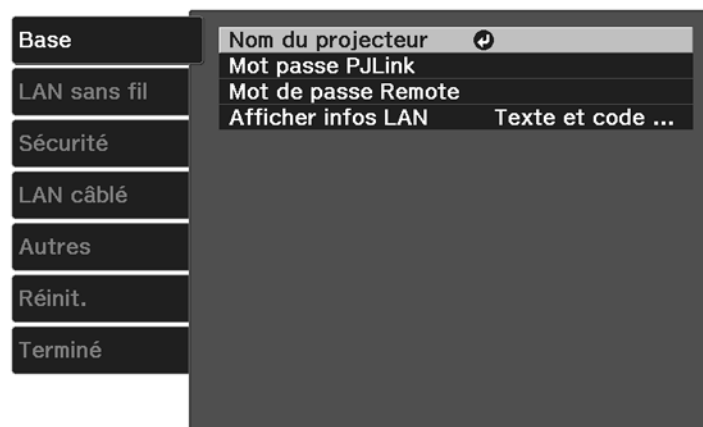 Base
LAN sans fil
Sécurité
LAN câblé
Autres
Réinit.
Terminé
Nom du projecteur
Mot passe PJLink
Mot de passe Remote
Afficher infos LAN Texte et code ...